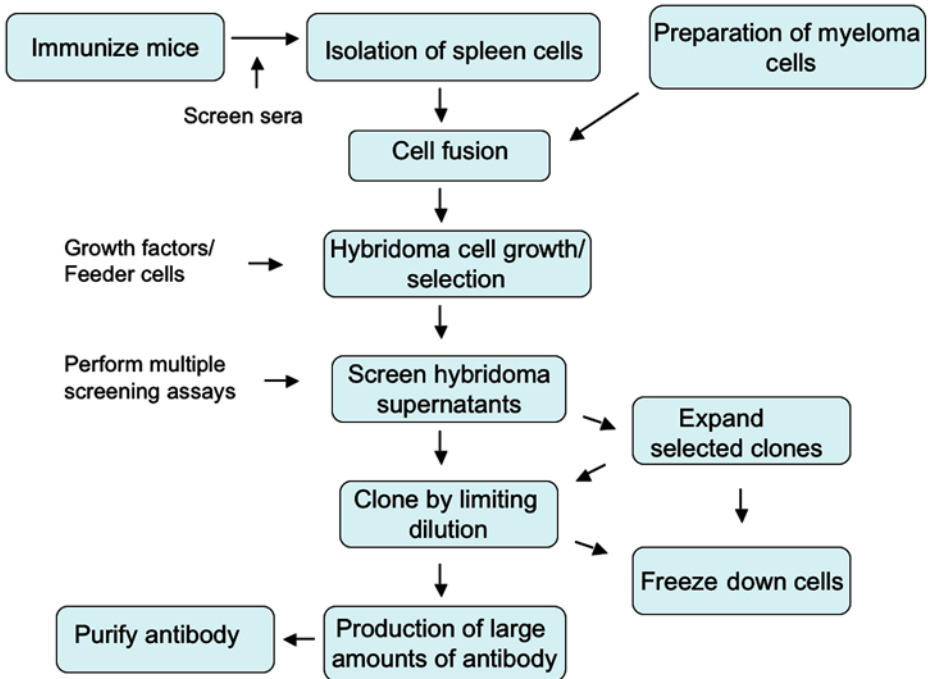 Immunize mice
Isolation of spleen cells
Preparation of myeloma
cells
Screen sera
Cell fusion
Growth factors/
Feeder cells
Hybridoma cell growth/
selection
Perform multiple
screening assays
Screen hybridoma
supernatants
Expand
selected clones
Clone by limiting
dilution
Freeze down cells
Purify antibody
Production of large
amounts of antibody